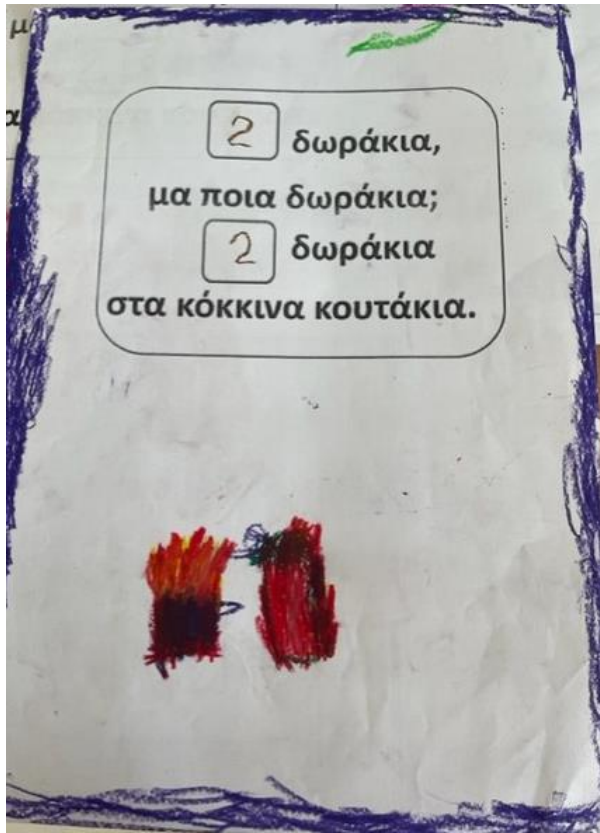 μ
α
2 δωράκια,
μα ποια δωράκια;
2 δωράκια
στα κόκκινα κουτάκια.